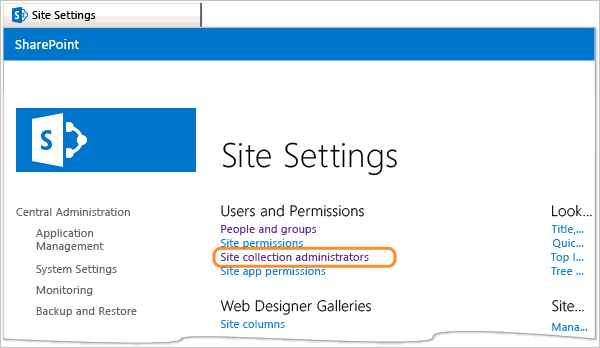 Site Settings
SharePoint
S
Site Settings
Central Administration
Application
Management
System Settings
Monitoring
Backup and Restore
Users and Permissions
People and groups
Site permissions
Site collection administrators
Site app permissions
Web Designer Galleries
Site columns
Look...
Title,...
Quic...
Top l...
Tree ...
Site...
Mana...